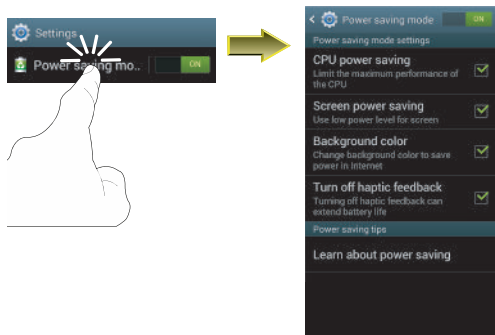 Settings
Power saving mo..
ON
Power saving mode
ON
Power saving mode settings
CPU power saving
Limit the maximum performance of
the CPU
Screen power saving
Use low power level for screen
Background color
Change background color to save
power in Internet
Turn off haptic feedback
Turning off haptic feedback can
extend battery life
Power saving tips
Learn about power saving